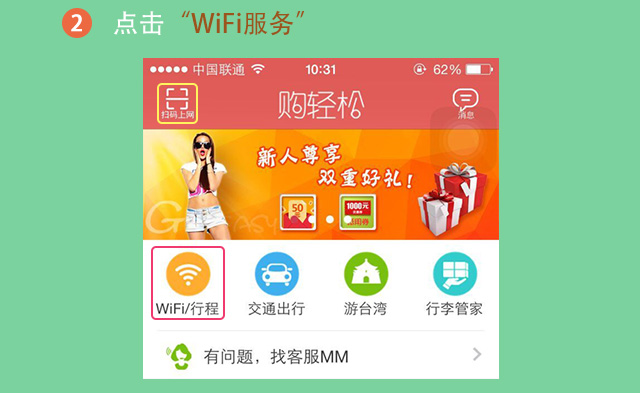 2 点击“WiFi服务”
中国联通 10:31 62%
扫码上网 购轻松 消息
新人尊享
双重好礼！
50 1000元
WiFi/行程 交通出行 游台湾 行李管家
有问题，找客服MM